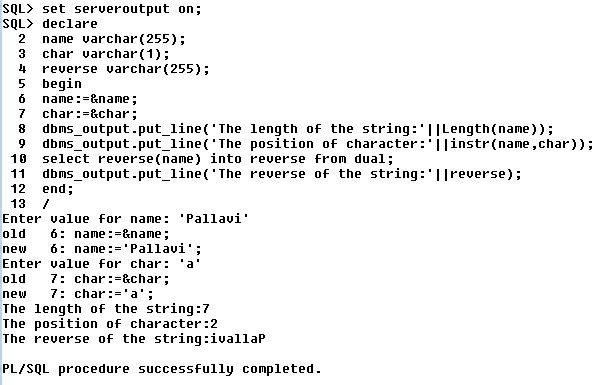 SQL> set serveroutput on;
SQL> declare
2 name varchar(255);
3 char varchar(1);
4 reverse varchar(255);
5 begin
6 name:=&name;
7 char:=&char;
8 dbms_output.put_line('The length of the string:'||Length(name));
9 dbms_output.put_line('The position of character:'||instr(name,char));
10 select reverse(name) into reverse from dual;
11 dbms_output.put_line('The reverse of the string:'||reverse);
12 end;
13 /
Enter value for name: 'Pallavi'
old 6: name:=&name;
new 6: name:='Pallavi';
Enter value for char: 'a'
old 7: char:=&char;
new 7: char:='a';
The length of the string:7
The position of character:2
The reverse of the string:ivallaP
PL/SQL procedure successfully completed.